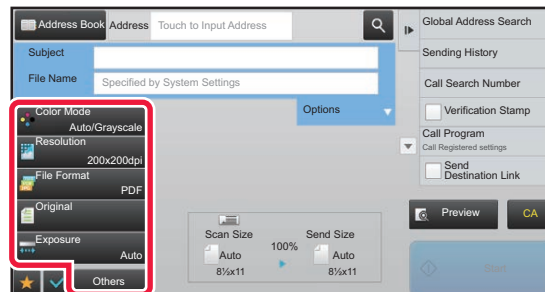 Address Book
Address
Touch to Input Address
Global Address Search
Subject
Sending History
File Name
Specified by System Settings
Call Search Number
Options
Verification Stamp
Color Mode
Auto/Grayscale
Call Program
Call Registered settings
Resolution
200x200dpi
Send
Destination Link
File Format
PDF
Original
Preview
CA
Scan Size
Send Size
100%
Auto
Auto
8½x11
8½x11
Exposure
Auto
Start
Others